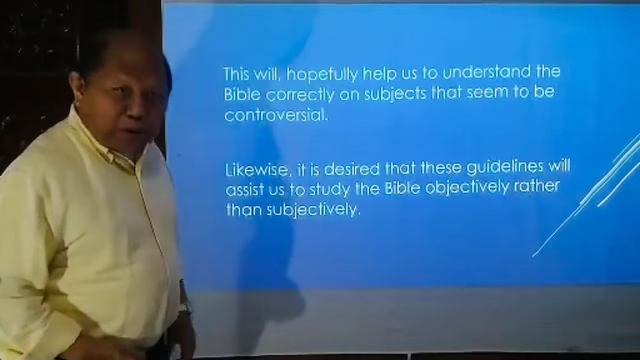 This will, hopefully help us to understand the
Bible correctly on subjects that seem to be
controversial.
Likewise, it is desired that these guidelines will
assist us to study the Bible objectively rather
than subjectively.